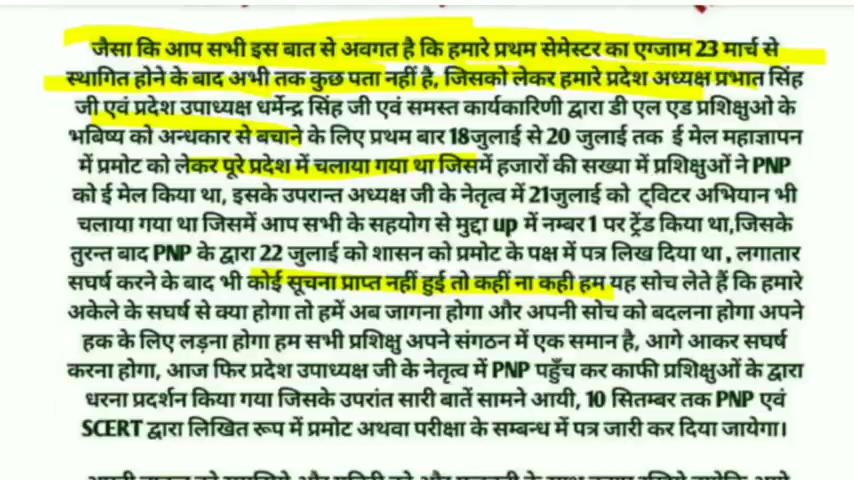 जैसा कि आप सभी इस बात से अवगत है कि हमारे प्रथम सेमेस्टर का एग्जाम 23 मार्च से
स्थागित होने के बाद अभी तक कुछ पता नहीं है, जिसको लेकर हमारे प्रदेश अध्यक्ष प्रभात सिंह
जी एवं प्रदेश उपाध्यक्ष धर्मेन्द्र सिंह जी एवं समस्त कार्यकारिणी द्वारा डी एल एड प्रशिक्षुओ के
भबिष्य को अन्धकार से बचाने के लिए प्रथम बार 18जुलाई से 20 जुलाई तक ई मेल महाज्ञापन
में प्रमोट को लेकर पूरे प्रदेश में चलाया गया था जिसमें हजारों की सख्या में प्रशिक्षुओं ने PNP
को ई मेल किया था, इसके उपरान्त अध्यक्ष जी के नेतृत्व में 21जुलाई को ट्विटर अभियान भी
चलाया गया था जिसमें आप सभी के सहयोग से मुद्दा up में नम्बर 1 पर ट्रेंड किया था,जिसके
तुरन्त बाद PNP के द्वारा 22 जुलाई को शासन को प्रमोट के पक्ष में पत्र लिख दिया था , लगातार
सघर्ष करने के बाद भी कोई सूचना प्राप्त नहीं हुई तो कहीं ना कही हम यह सोच लेते हैं कि हमारे
अकेले के सघर्ष से क्या होगा तो हमें अब जागना होगा और अपनी सोच को बदलना होगा अपने
हक के लिए लड़ना होगा हम सभी प्रशिक्षु अपने संगठन में एक समान है, आगे आकर सघर्ष
करना होगा, आज फिर प्रदेश उपाध्यक्ष जी के नेतृत्व में PNP पहुँच कर काफी प्रशिक्षुओं के द्वारा
धरना प्रदर्शन किया गया जिसके उपरांत सारी बातें सामने आयी, 10 सितम्बर तक PNP एवं
SCERT द्वारा लिखित रूप में प्रमोट अथवा परीक्षा के सम्बन्ध में पत्र जारी कर दिया जायेगा।